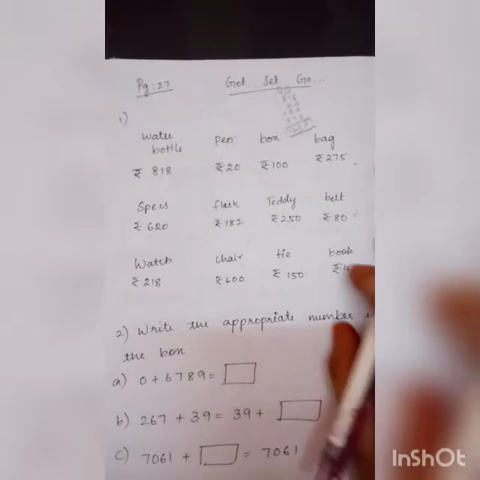 Pg:27 Get Set Go...
1)
Water bottle pen box bag
₹ 818 ₹20 ₹100 ₹275
Specs flask Teddy belt
₹620 ₹182 ₹250 ₹80
Watch chair tie book
₹218 ₹600 ₹150
2) Write the appropriate number
the box.
a) 0 + 6789 =
b) 267 + 39 = 39 +
c) 7061 + = 7061
InShOt